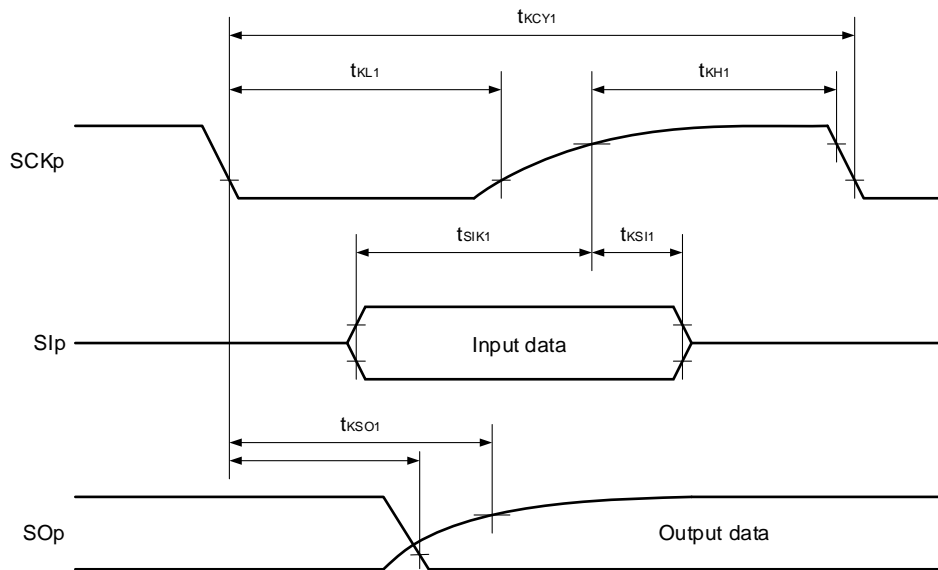 tKCY1
tKL1
tKH1
SCKp
tSIK1
tKSI1
SIp
Input data
tKSO1
SOp
Output data